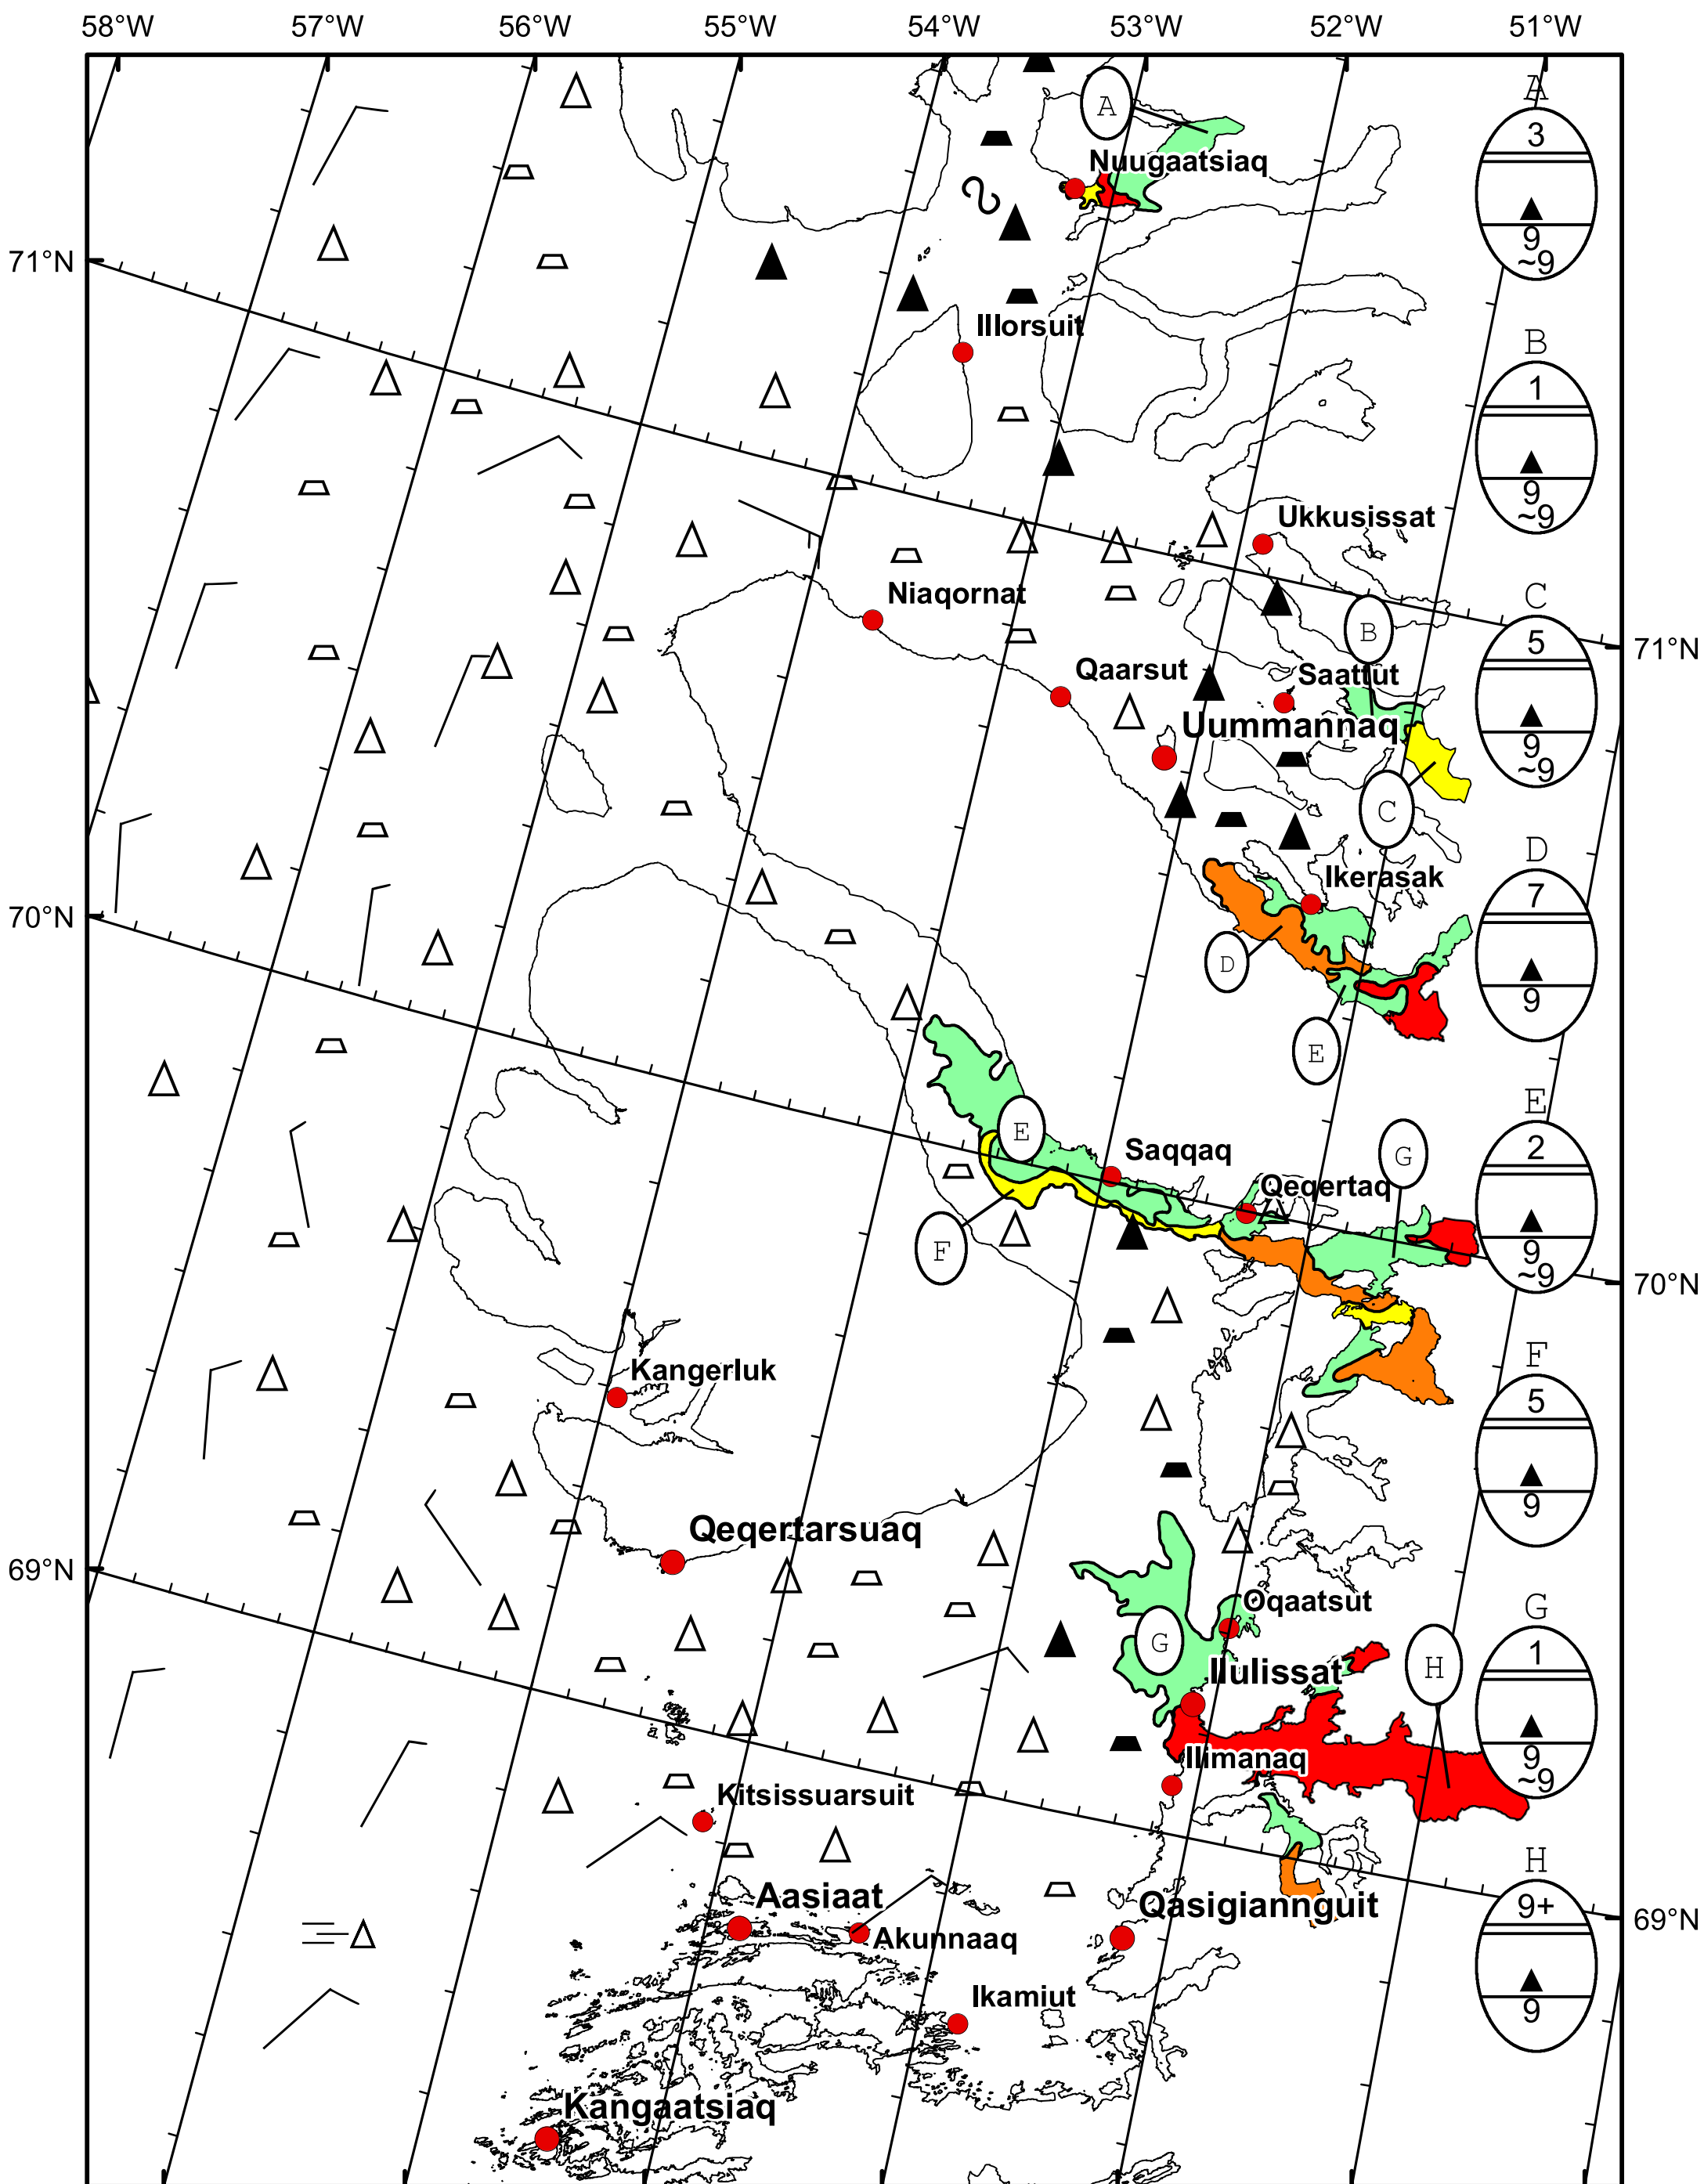 58°W 57°W 56°W 55°W 54°W 53°W 52°W 51°W
A
A
3
Nuugaatsiaq
9
~9
71°N
Illorsuit
B
1
9
~9
Ukkusissat
Niaqornat
C
B
5
71°N
Qaarsut
Saattut
Uummannaq
9
~9
C
D
Ikerasak
7
70°N
D
9
E
E
E
2
G
Saqqaq
Qeqertaq
F
9
~9
70°N
F
Kangerluk
5
9
Qeqertarsuaq
69°N
Oqaatsut
G
G
1
H
Ilulissat
Ilimanaq
9
~9
Kitsissuarsuit
H
Aasiaat
Qasigiannguit
9+
69°N
Akunnaaq
Ikamiut
9
Kangaatsiaq